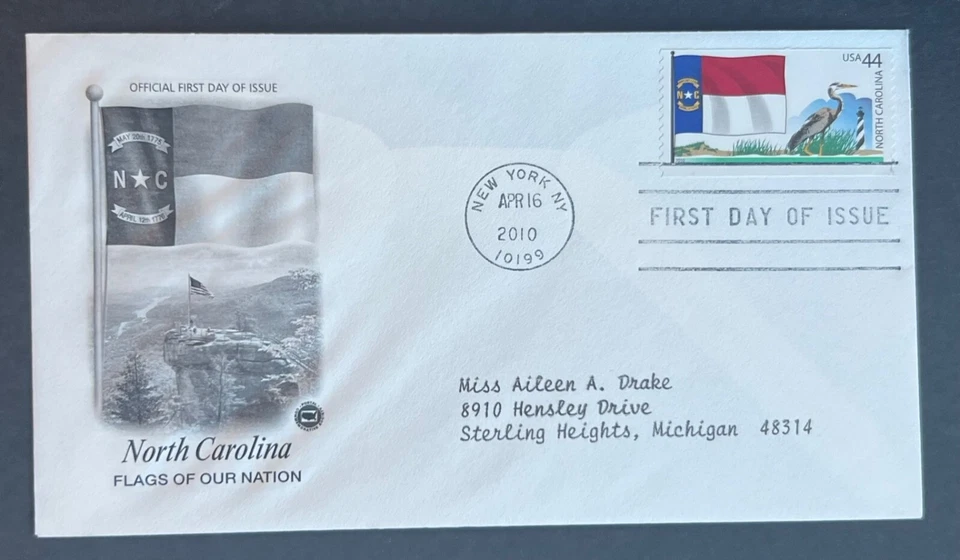 OFFICIAL FIRST DAY OF ISSUE
MAY 20th 1775
N C
APRIL 12th 1776
North Carolina
FLAGS OF OUR NATION
USA 44
NORTH CAROLINA
N C
NEW YORK NY
APR 16
2010
10199
FIRST DAY OF ISSUE
Miss Aileen A. Drake
8910 Hensley Drive
Sterling Heights, Michigan 48314